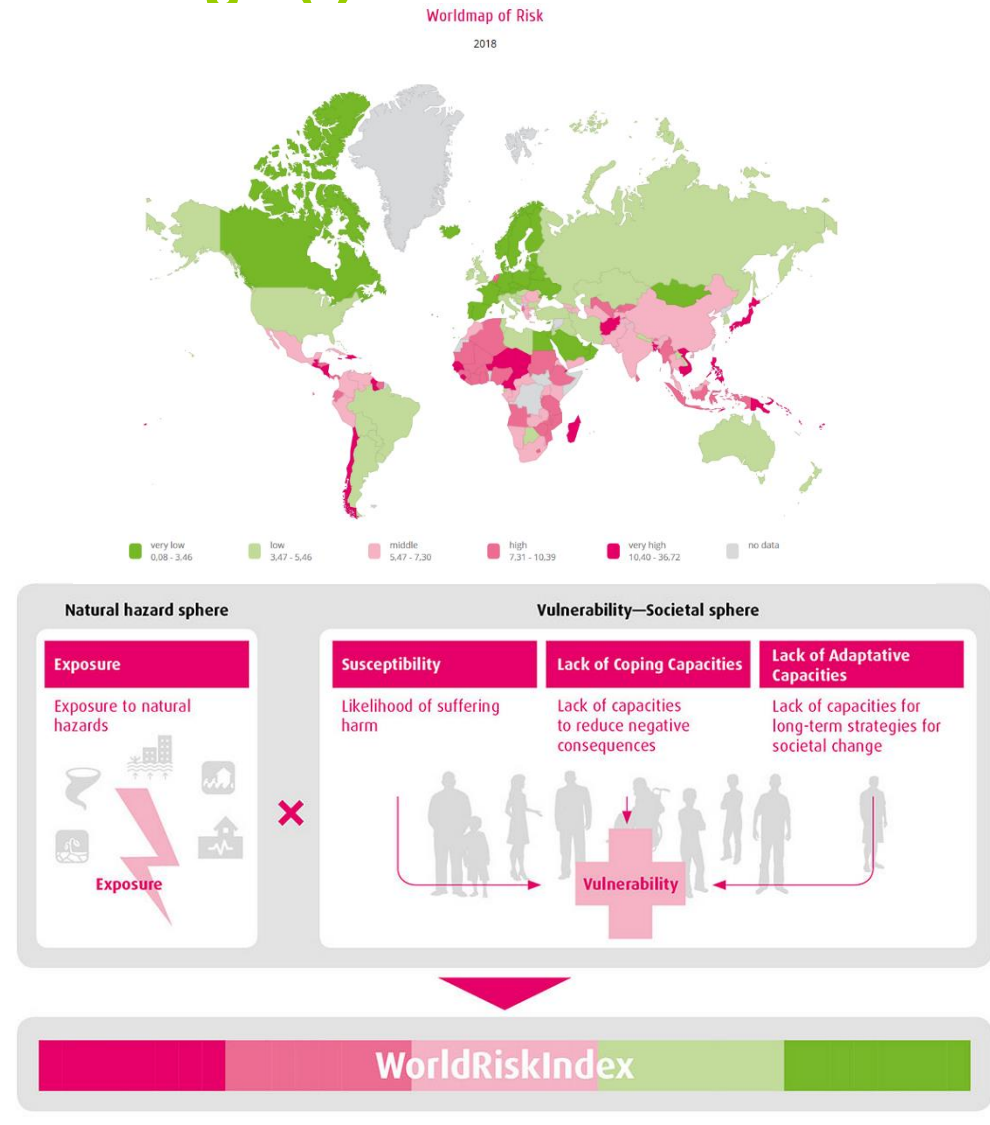 Worldmap of Risk
2018
very low
0,08 - 3,46
low
3,47 - 5,46
middle
5,47 - 7,30
high
7,31 - 10,39
very high
10,40 - 36,72
no data
Natural hazard sphere
Vulnerability—Societal sphere
Exposure
Exposure to natural
hazards
Exposure
Susceptibility
Likelihood of suffering
harm
Lack of Coping Capacities
Lack of capacities
to reduce negative
consequences
Lack of Adaptative
Capacities
Lack of capacities for
long-term strategies for
societal change
Vulnerability
WorldRiskIndex